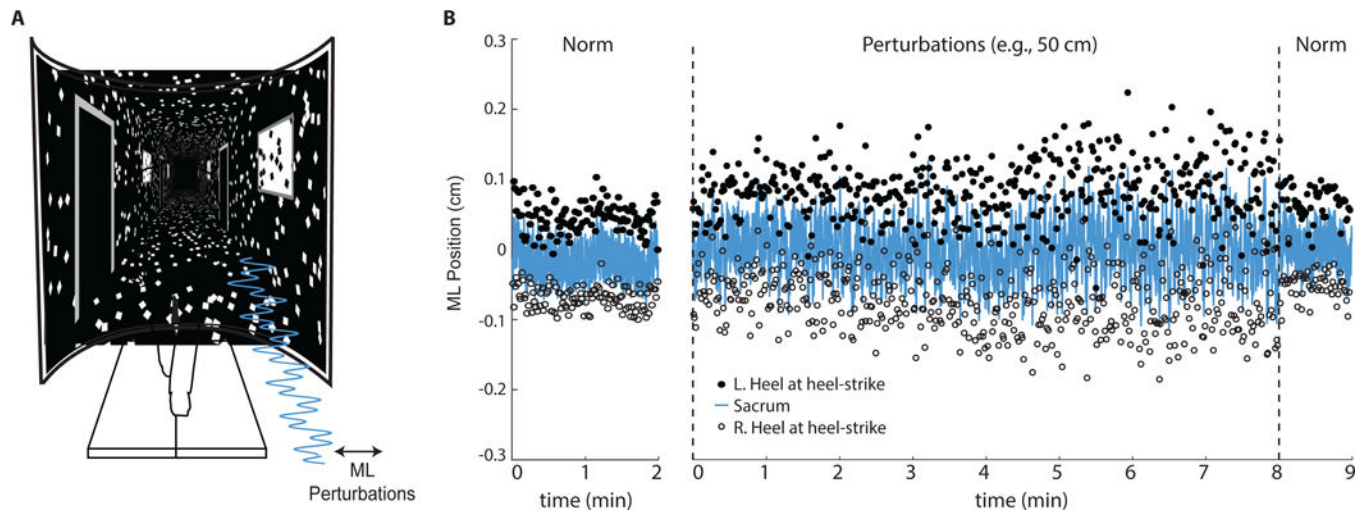 A
ML
Perturbations
B
Norm
Perturbations (e.g., 50 cm)
Norm
ML Position (cm)
0.3
0.2
0.1
0
-0.1
-0.2
-0.3
L. Heel at heel-strike
Sacrum
R. Heel at heel-strike
0 1 2
0 1 2 3 4 5 6 7 8 9
time (min)
time (min)